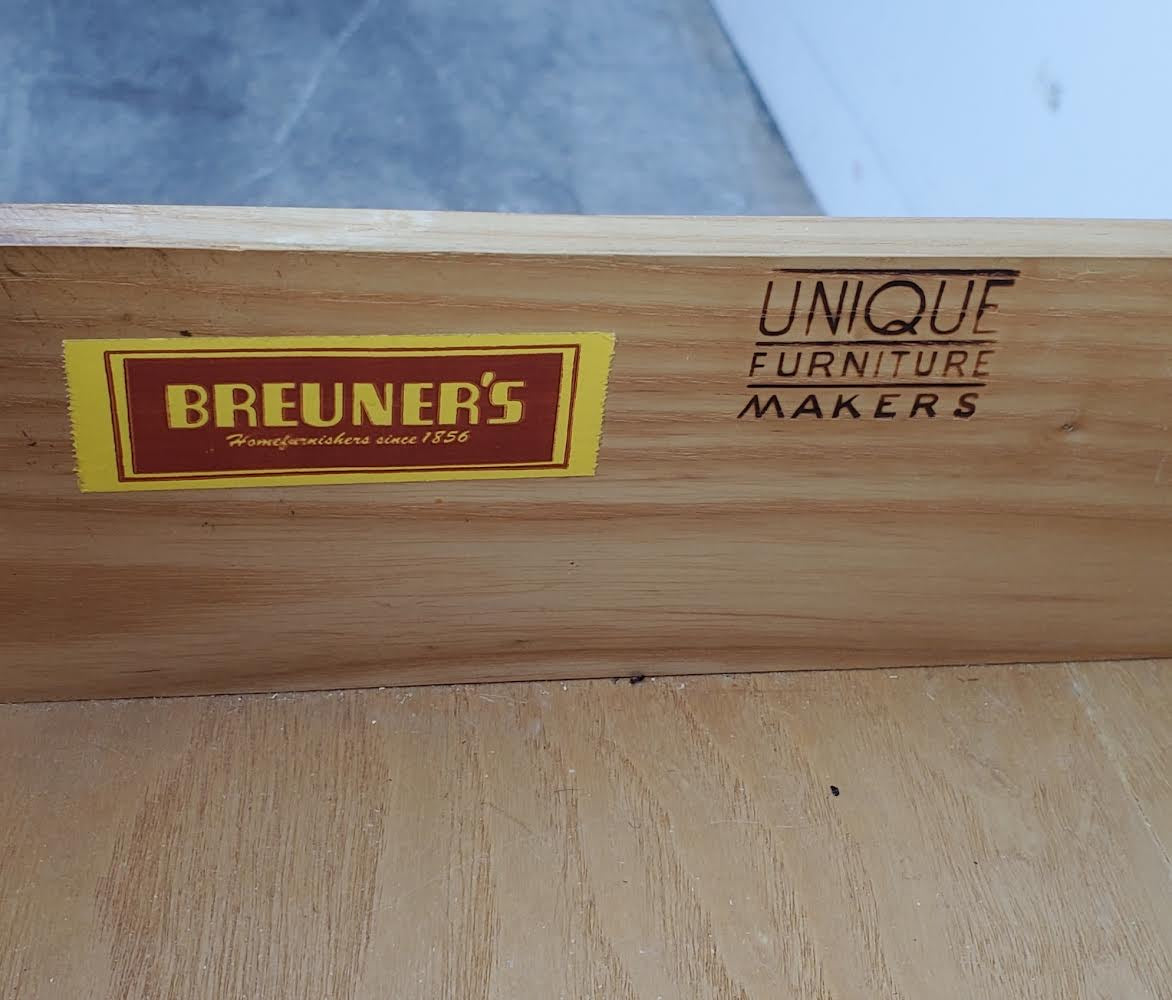 BREUNER'S
Homefurnishers since 1856
UNIQUE
FURNITURE
MAKERS